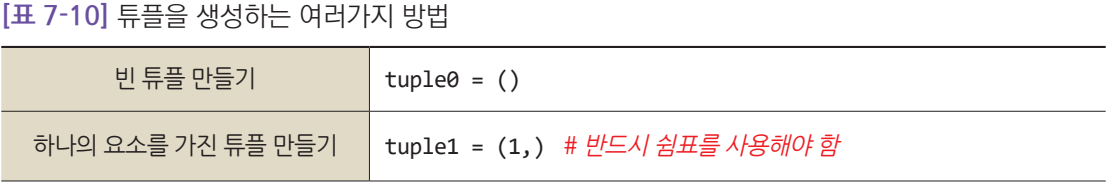 [표 7-10] 튜플을 생성하는 여러가지 방법
빈 튜플 만들기 tuple0 = ()
하나의 요소를 가진 튜플 만들기 tuple1 = (1,) # 반드시 쉼표를 사용해야 함